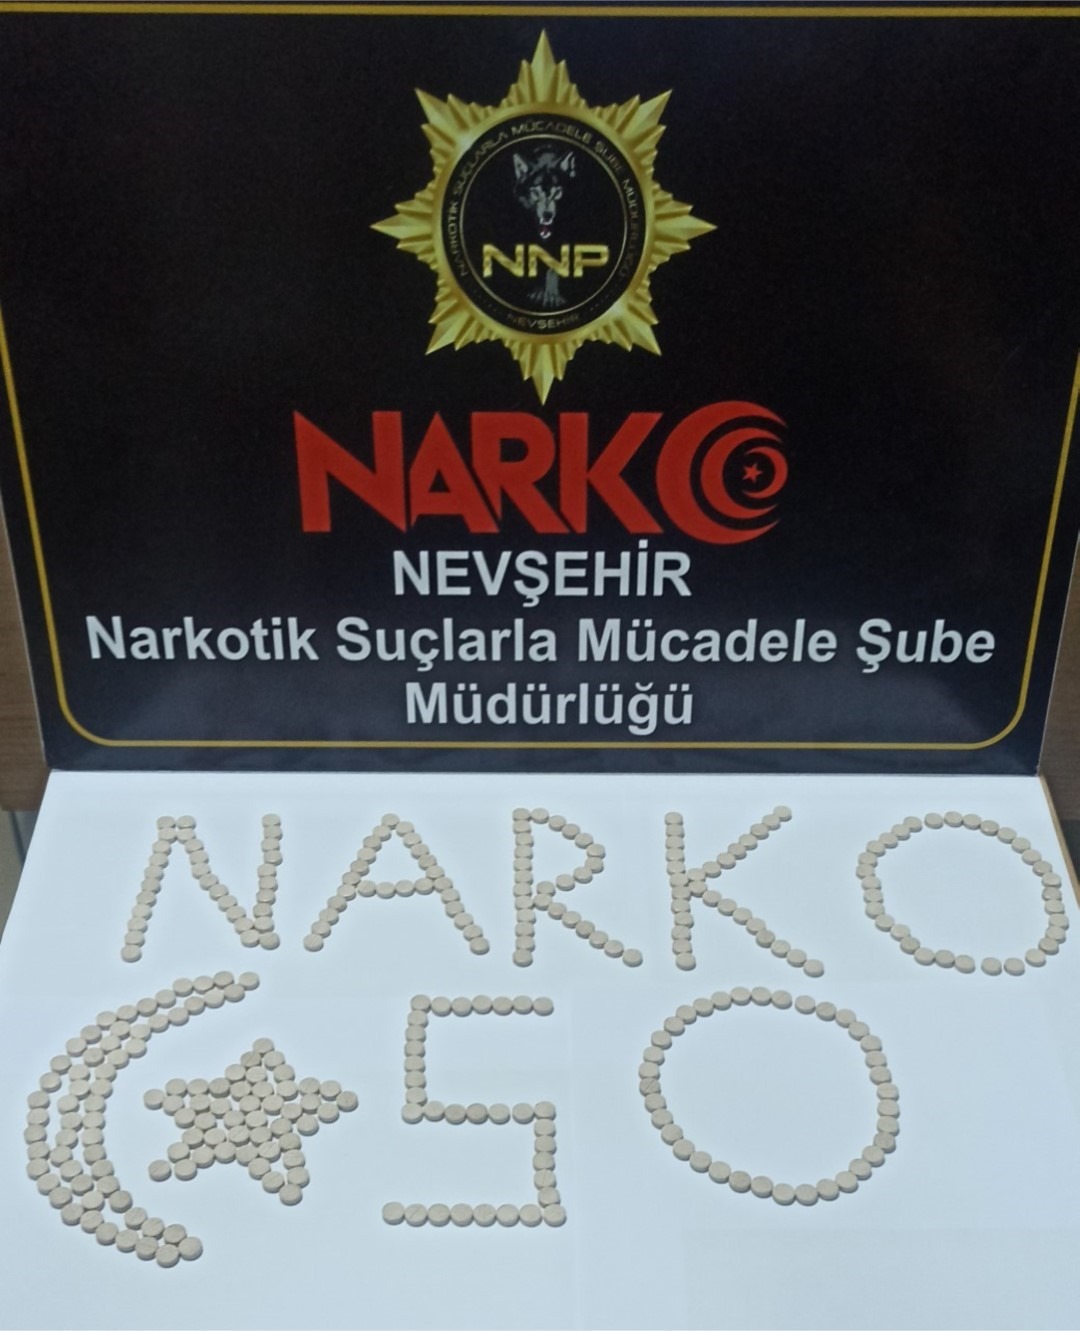 NARKOTİK SUÇLARLA MÜCADELE ŞUBE MÜDÜRLÜĞÜ
NNP
NEVŞEHİR
NARKO
NEVŞEHİR
Narkotik Suçlarla Mücadele Şube
Müdürlüğü
NARKO
50